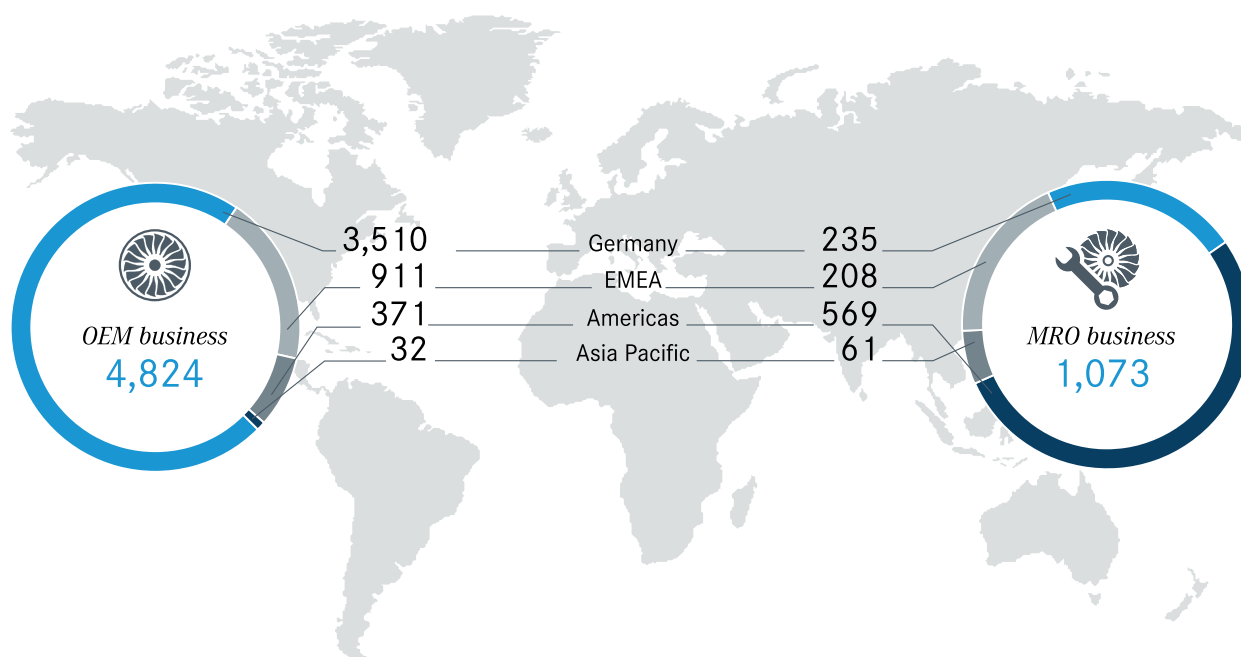 3,510 Germany 235
911 EMEA 208
371 Americas 569
32 Asia Pacific 61
OEM business
4,824
MRO business
1,073